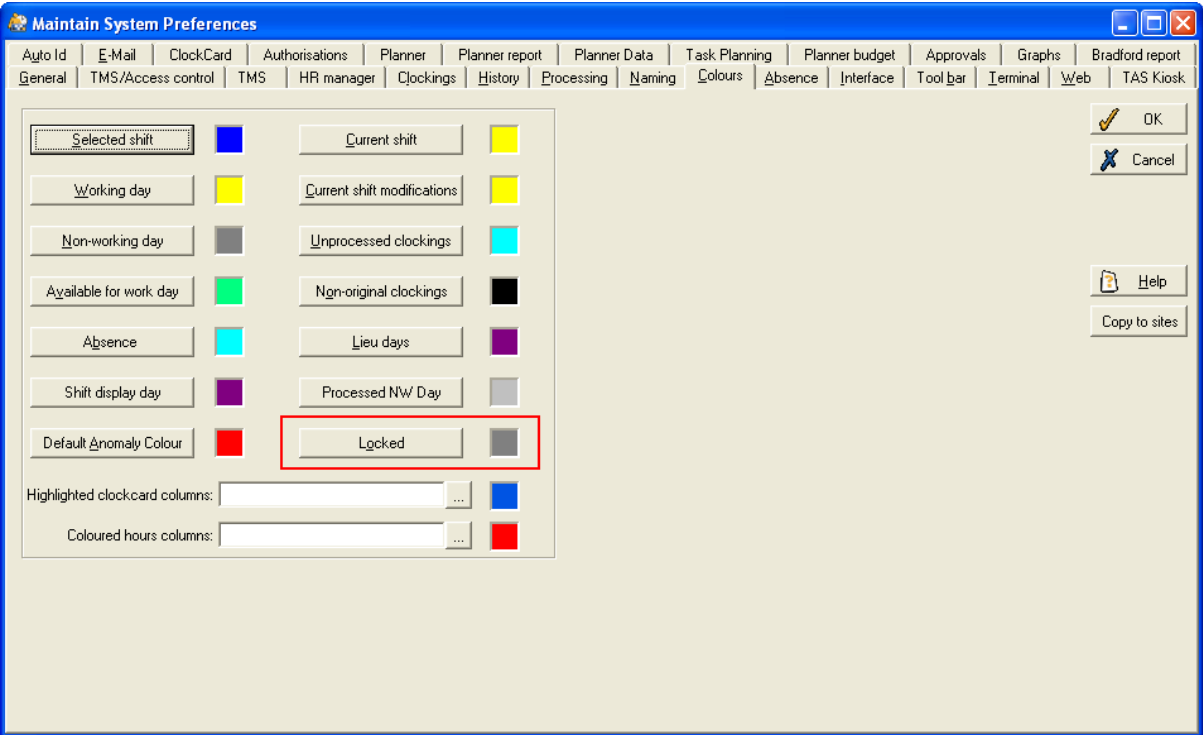 Maintain System Preferences
Auto Id E-Mail ClockCard Authorisations Planner Planner report Planner Data Task Planning Planner budget Approvals Graphs Bradford report
General TMS/Access control TMS HR manager Clockings History Processing Naming Colours Absence Interface Tool bar Terminal Web TAS Kiosk
Selected shift Current shift OK
Working day Current shift modifications Cancel
Non-working day Unprocessed clockings
Available for work day Non-original clockings Help
Absence Lieu days Copy to sites
Shift display day Processed NW Day
Default Anomaly Colour Locked
Highlighted clockcard columns: ...
Coloured hours columns: ...